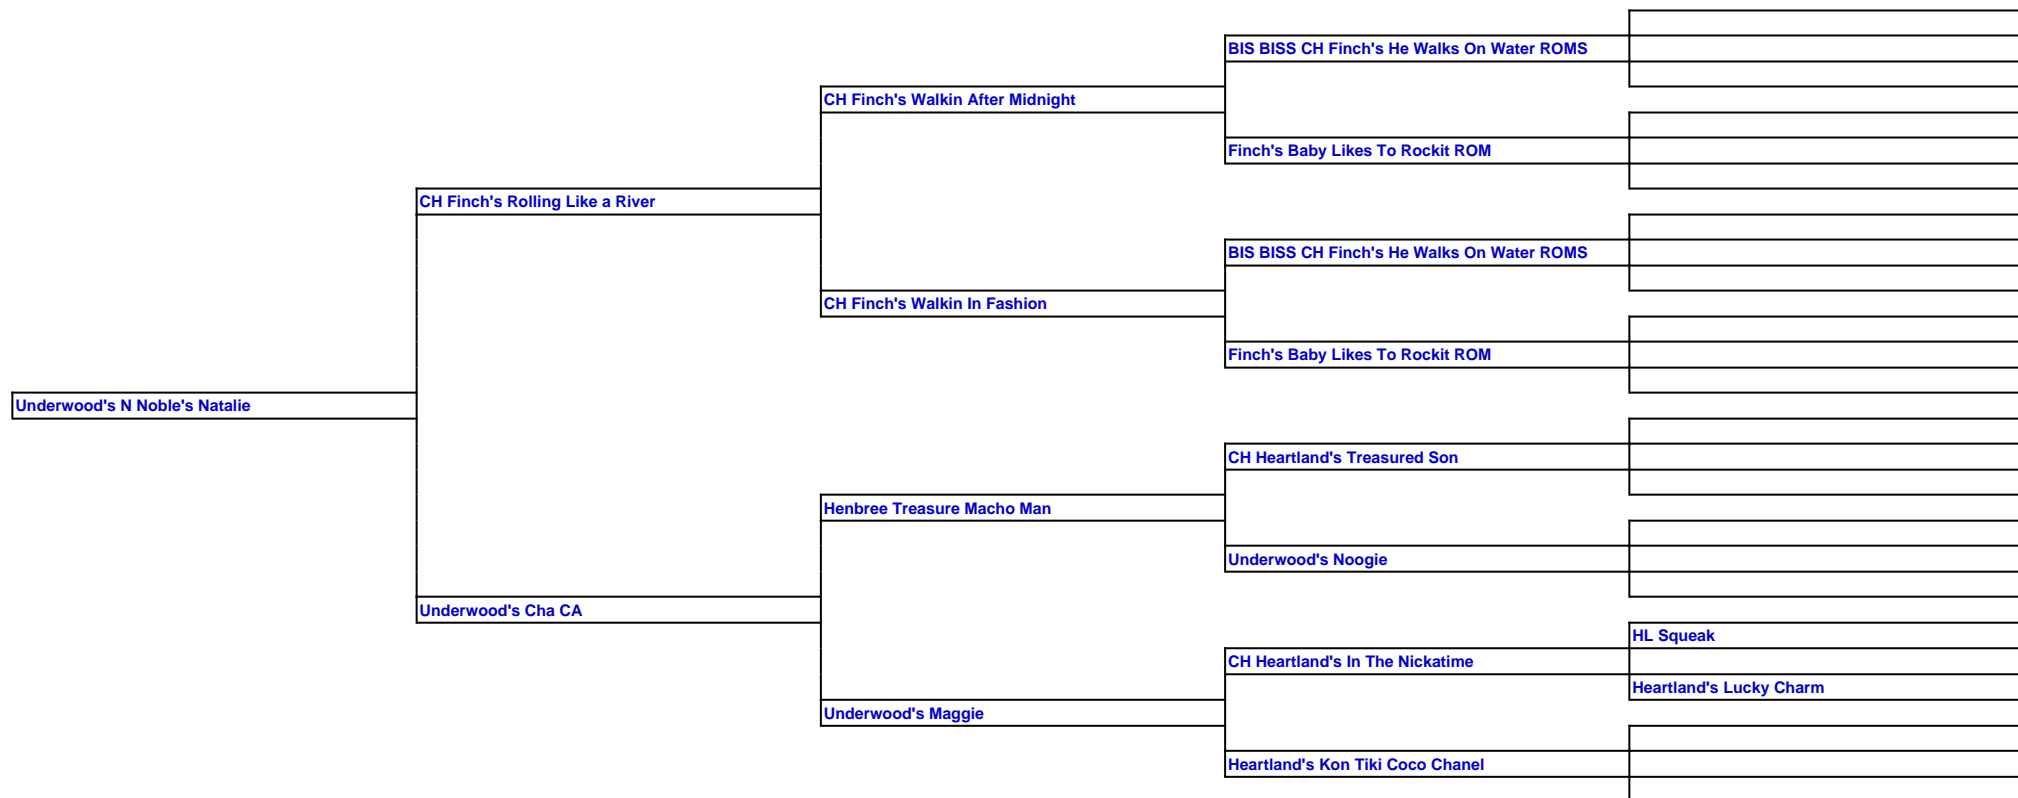 BIS BISS CH Finch's He Walks On Water ROMS
CH Finch's Walkin After Midnight
Finch's Baby Likes To Rockit ROM
CH Finch's Rolling Like a River
BIS BISS CH Finch's He Walks On Water ROMS
CH Finch's Walkin In Fashion
Finch's Baby Likes To Rockit ROM
Underwood's N Noble's Natalie
CH Heartland's Treasured Son
Henbree Treasure Macho Man
Underwood's Noogie
Underwood's Cha CA
HL Squeak
CH Heartland's In The Nickatime
Heartland's Lucky Charm
Underwood's Maggie
Heartland's Kon Tiki Coco Chanel